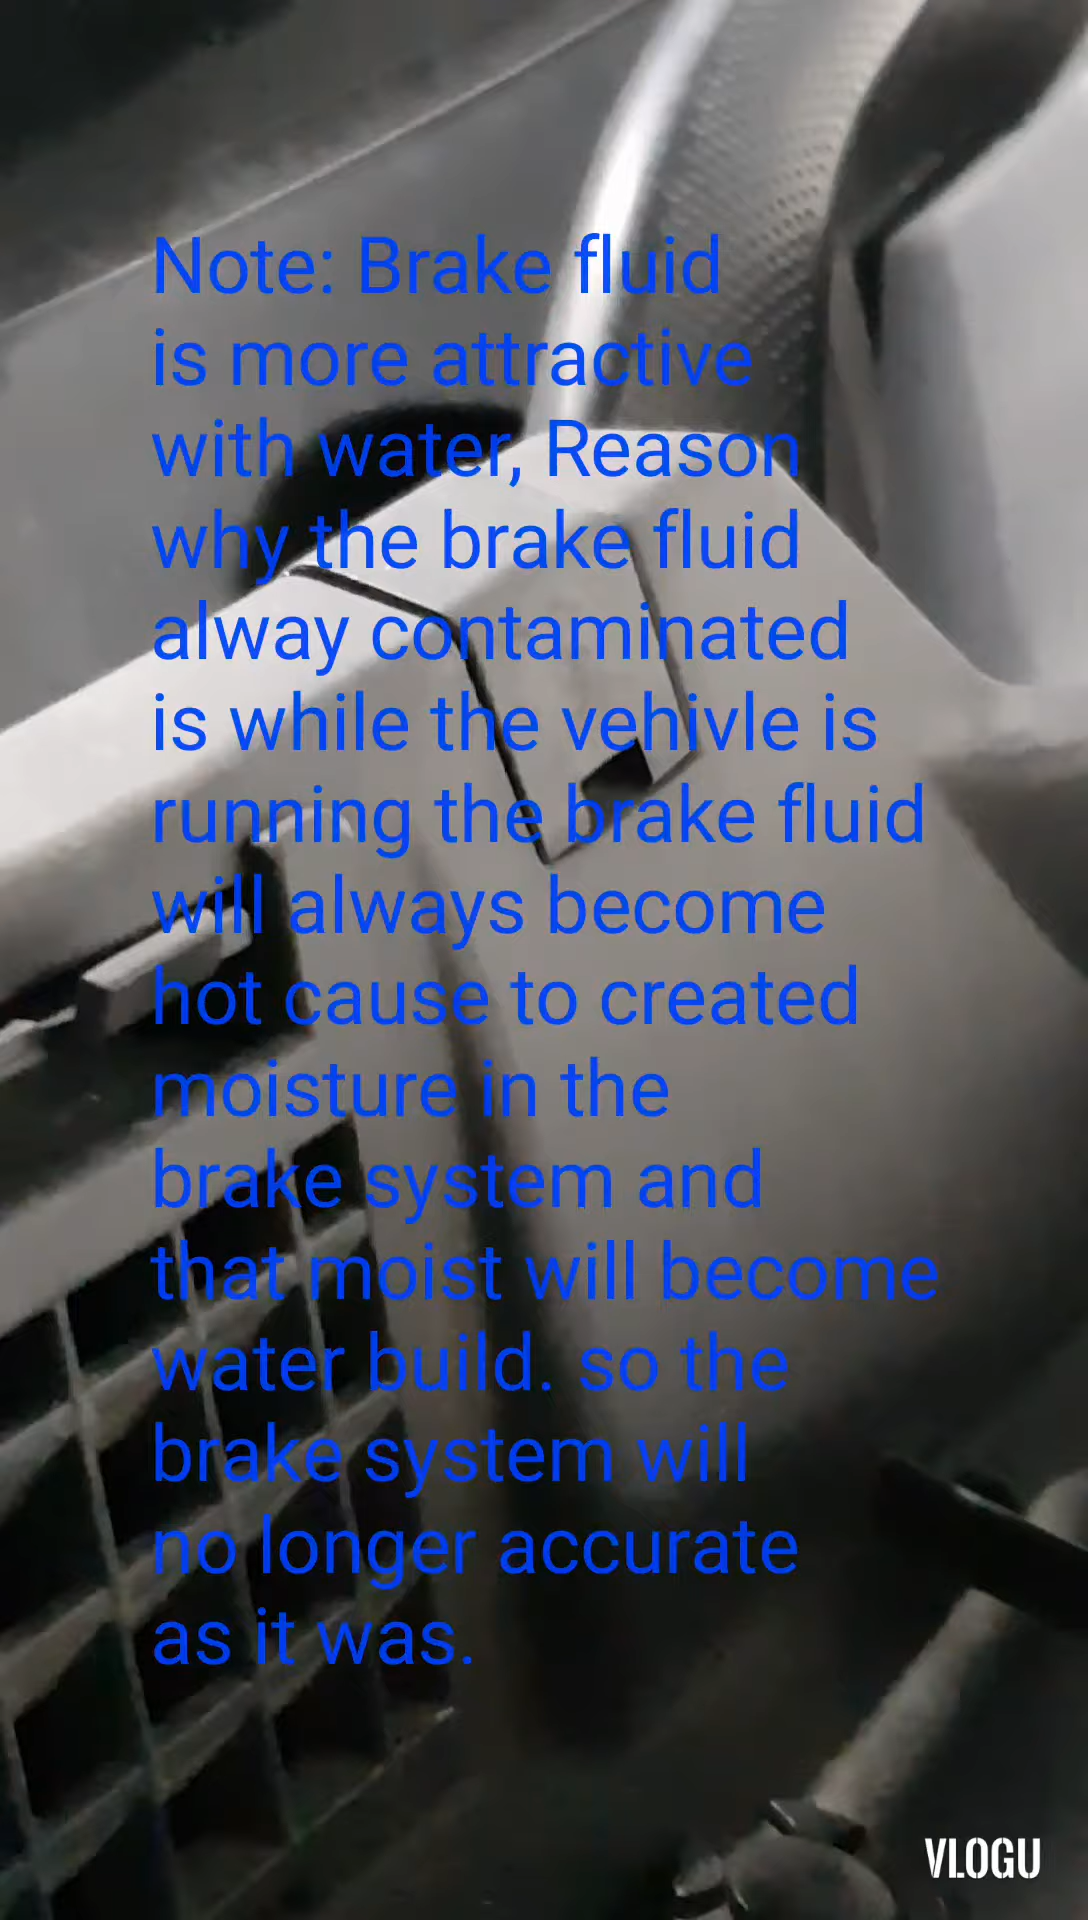 Note: Brake fluid
is more attractive
with water, Reason
why the brake fluid
alway contaminated
is while the vehivle is
running the brake fluid
will always become
hot cause to created
moisture in the
brake system and
that moist will become
water build. so the
brake system will
no longer accurate
as it was.
VLOGU